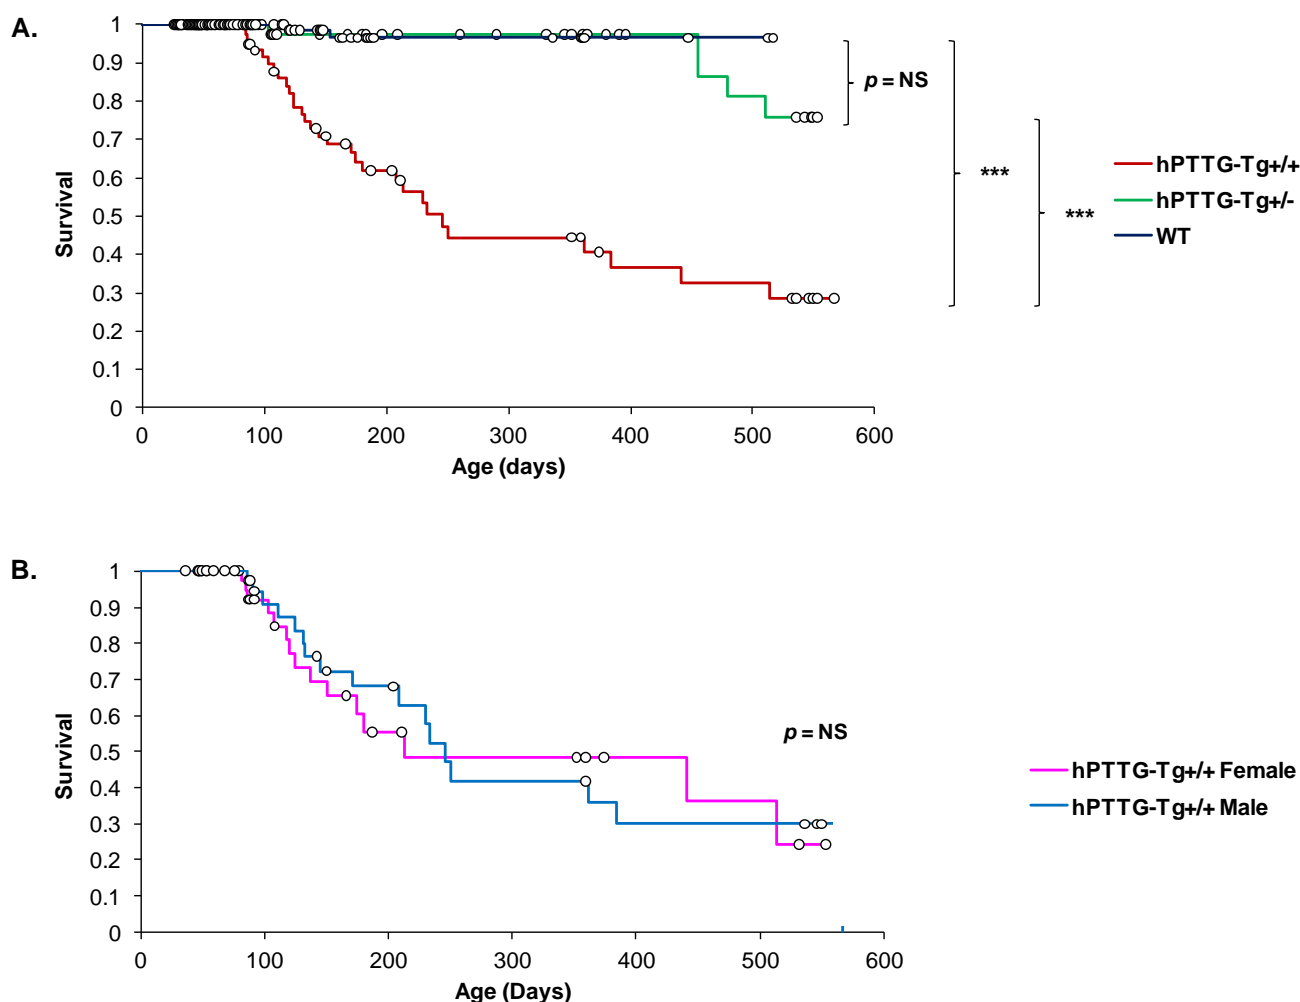 A.
1
0.9
0.8
0.7
0.6
0.5
0.4
0.3
0.2
0.1
0
Survival
0 100 200 300 400 500 600
Age (days)
p = NS
***
***
hPTTG-Tg+/+
hPTTG-Tg+/-
WT
B.
1
0.9
0.8
0.7
0.6
0.5
0.4
0.3
0.2
0.1
0
Survival
0 100 200 300 400 500 600
Age (Days)
p = NS
hPTTG-Tg+/+ Female
hPTTG-Tg+/+ Male